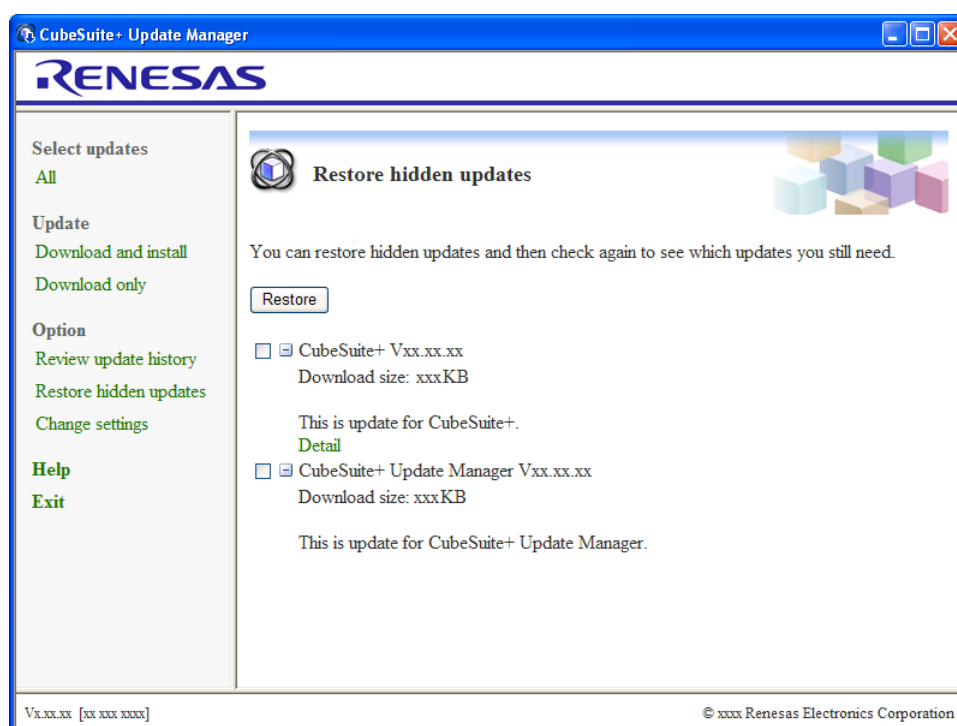 CubeSuite+ Update Manager
RENESAS
Select updates
All
Update
Download and install
Download only
Option
Review update history
Restore hidden updates
Change settings
Help
Exit
Restore hidden updates
You can restore hidden updates and then check again to see which updates you still need.
Restore
CubeSuite+ Vxx.xx.xx
Download size: xxxKB
This is update for CubeSuite+.
Detail
CubeSuite+ Update Manager Vxx.xx.xx
Download size: xxxKB
This is update for CubeSuite+ Update Manager.
Vx.xx.xx [xx xxx xxxx]
© xxxx Renesas Electronics Corporation